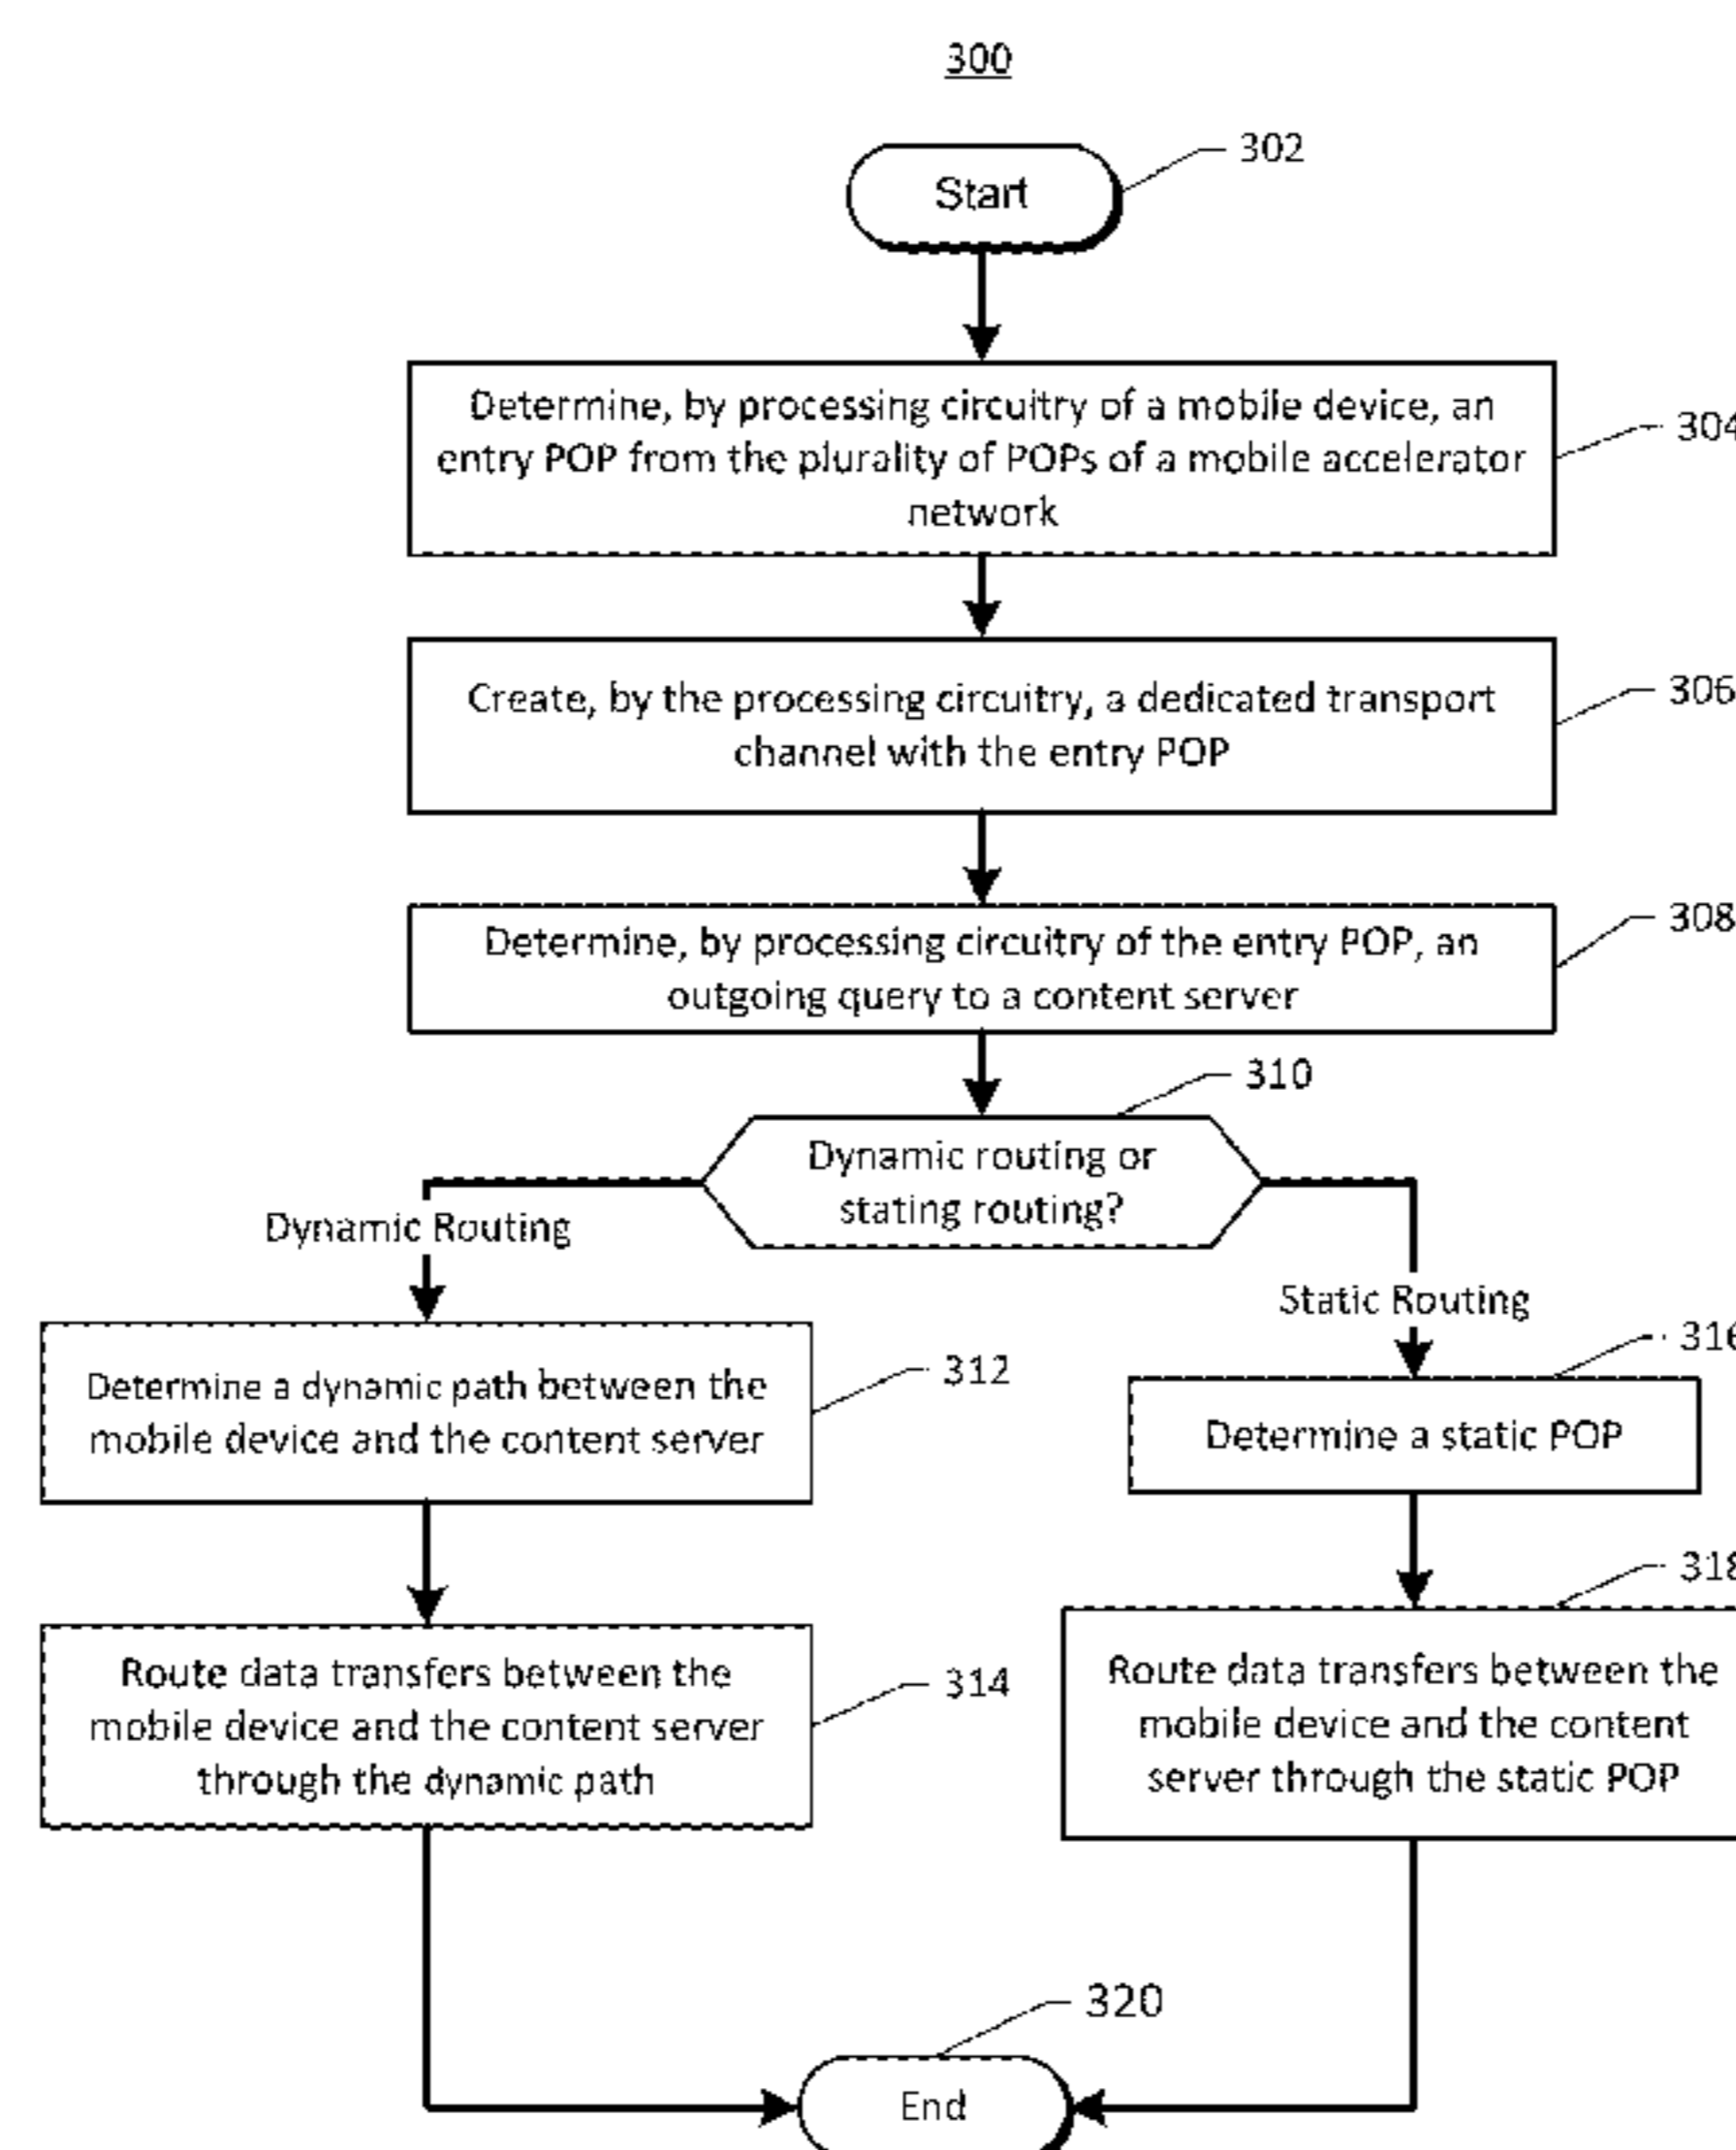 300
302
Start
Determine, by processing circuitry of a mobile device, an
entry POP from the plurality of POPs of a mobile accelerator
network
304
Create, by the processing circuitry, a dedicated transport
channel with the entry POP
306
Determine, by processing circuitry of the entry POP, an
outgoing query to a content server
308
310
Dynamic routing or
stating routing?
Dynamic Routing
Static Routing
312
Determine a dynamic path between the
mobile device and the content server
316
Determine a static POP
314
Route data transfers between the
mobile device and the content server
through the dynamic path
318
Route data transfers between the
mobile device and the content
server through the static POP
320
End